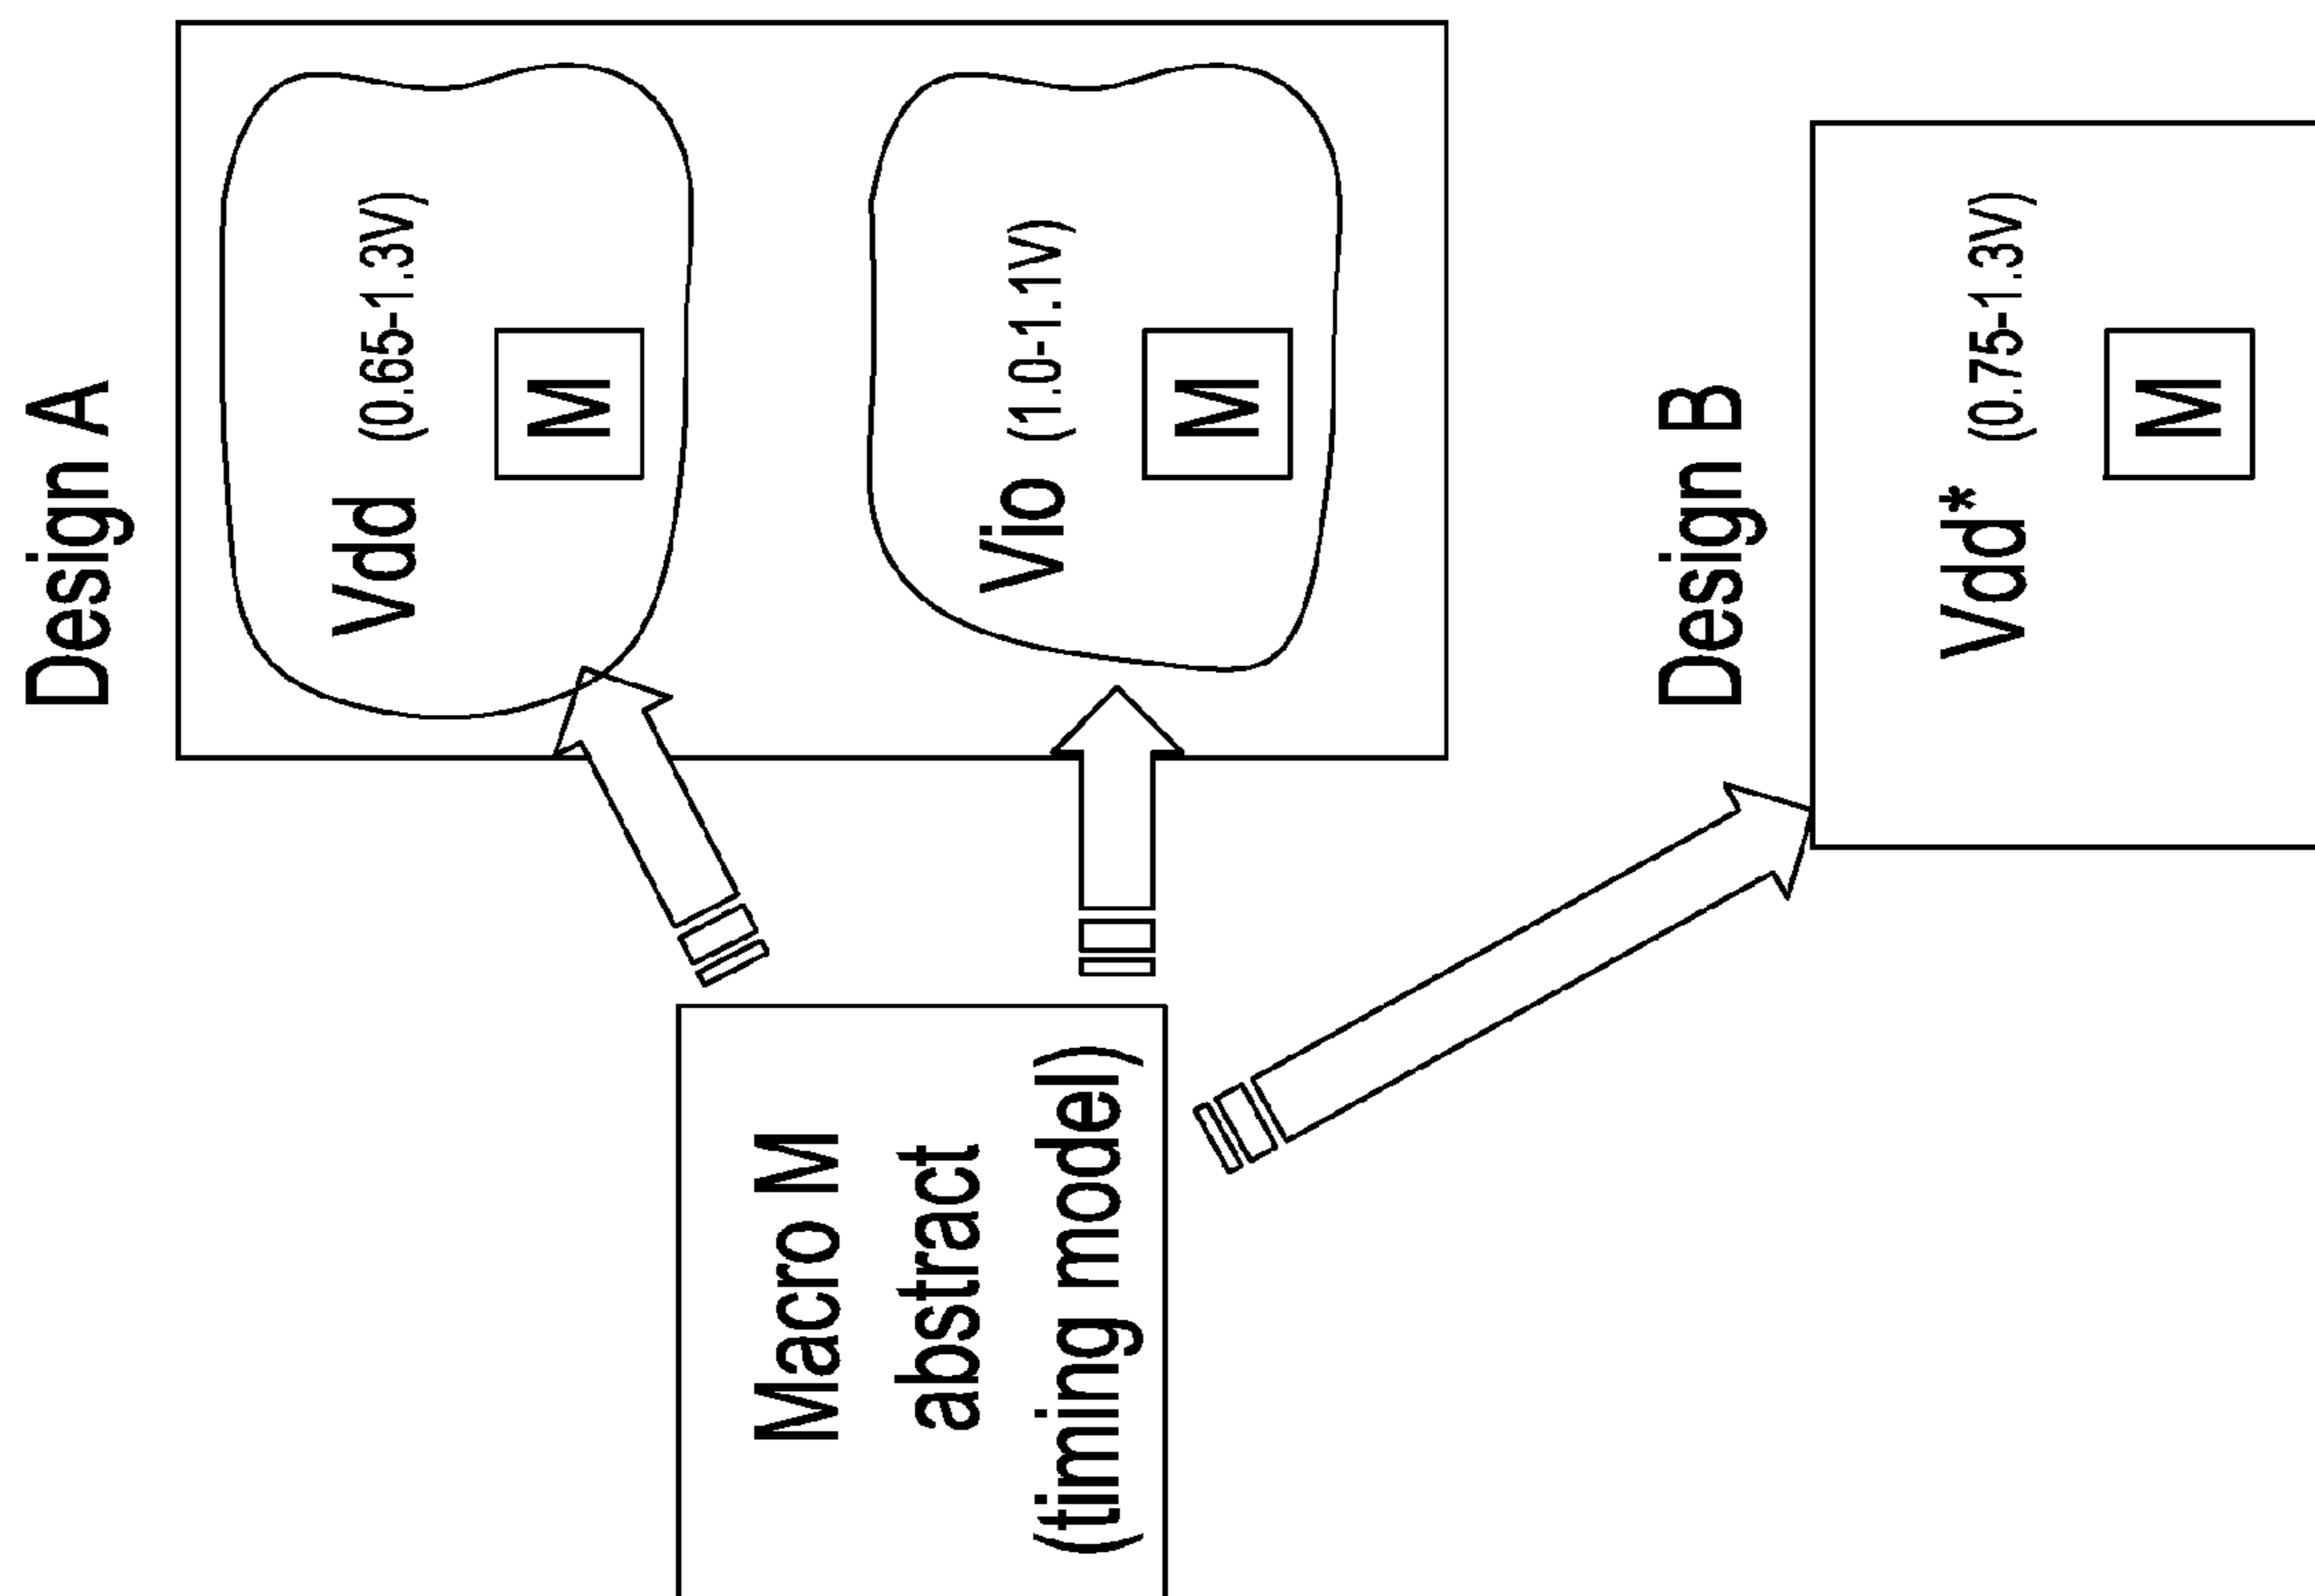 Design A
Vdd (0.65-1.3V)
M
Vio (1.0-1.1V)
M
Macro M
abstract
(timing model)
Design B
Vdd* (0.75-1.3V)
M